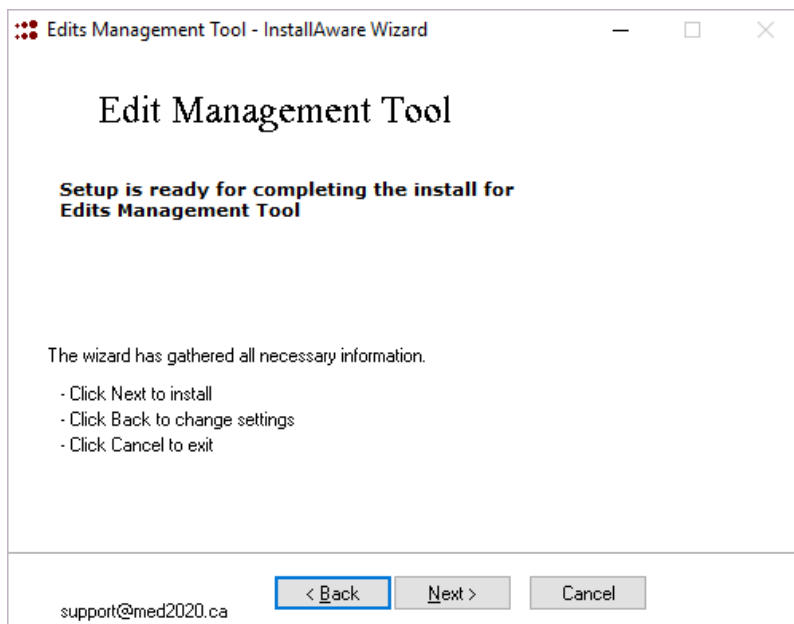 Edits Management Tool - InstallAware Wizard
Edit Management Tool
Setup is ready for completing the install for
Edits Management Tool
The wizard has gathered all necessary information.
- Click Next to install
- Click Back to change settings
- Click Cancel to exit
< Back
Next >
Cancel
support@med2020.ca